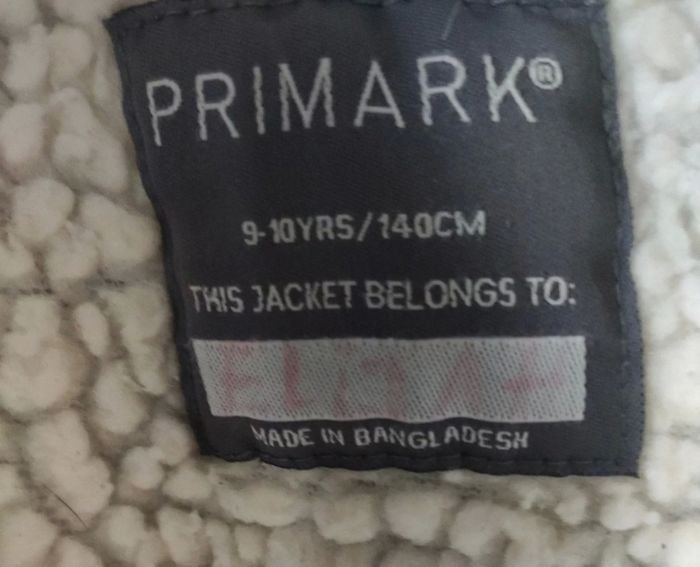 PRIMARK®
9-10YRS/140CM
THIS JACKET BELONGS TO:
MADE IN BANGLADESH